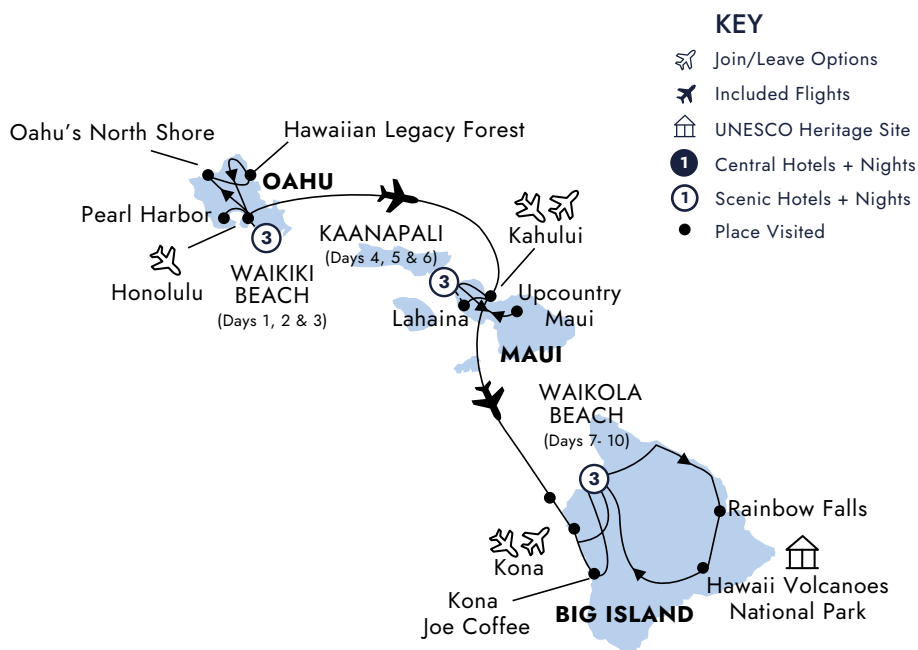 KEY
Join/Leave Options
Included Flights
UNESCO Heritage Site
1 Central Hotels + Nights
1 Scenic Hotels + Nights
Place Visited
Oahu's North Shore
Hawaiian Legacy Forest
OAHU
Pearl Harbor
3
Honolulu
WAIKIKI
BEACH
(Days 1, 2 & 3)
KAANAPALI
(Days 4, 5 & 6)
3
Kahului
Lahaina
Upcountry
Maui
MAUI
WAIKOLA
BEACH
(Days 7- 10)
3
Rainbow Falls
Kona
Hawaii Volcanoes
National Park
Kona
Joe Coffee
BIG ISLAND